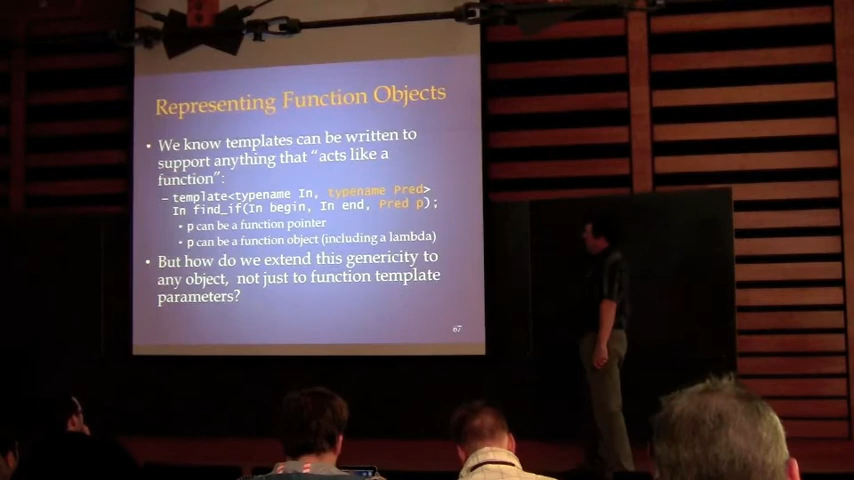 Representing Function Objects
• We know templates can be written to
support anything that “acts like a
function”:
– template<typename In, typename Pred>
In find_if(In begin, In end, Pred p);
• p can be a function pointer
• p can be a function object (including a lambda)
• But how do we extend this genericity to
any object, not just to function template
parameters?
67